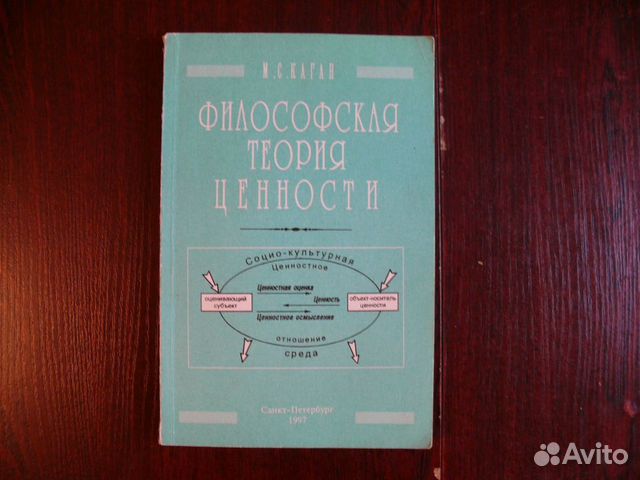 М. С. КАГАН
ФИЛОСОФСКАЯ
ТЕОРИЯ
ЦЕННОСТИ
Социо-культурная
Ценностное
Ценностная оценка
оценивающий
субъект
Ценность
объект-носитель
ценности
Ценностное осмысление
отношение
среда
Санкт-Петербург
1997
Avito